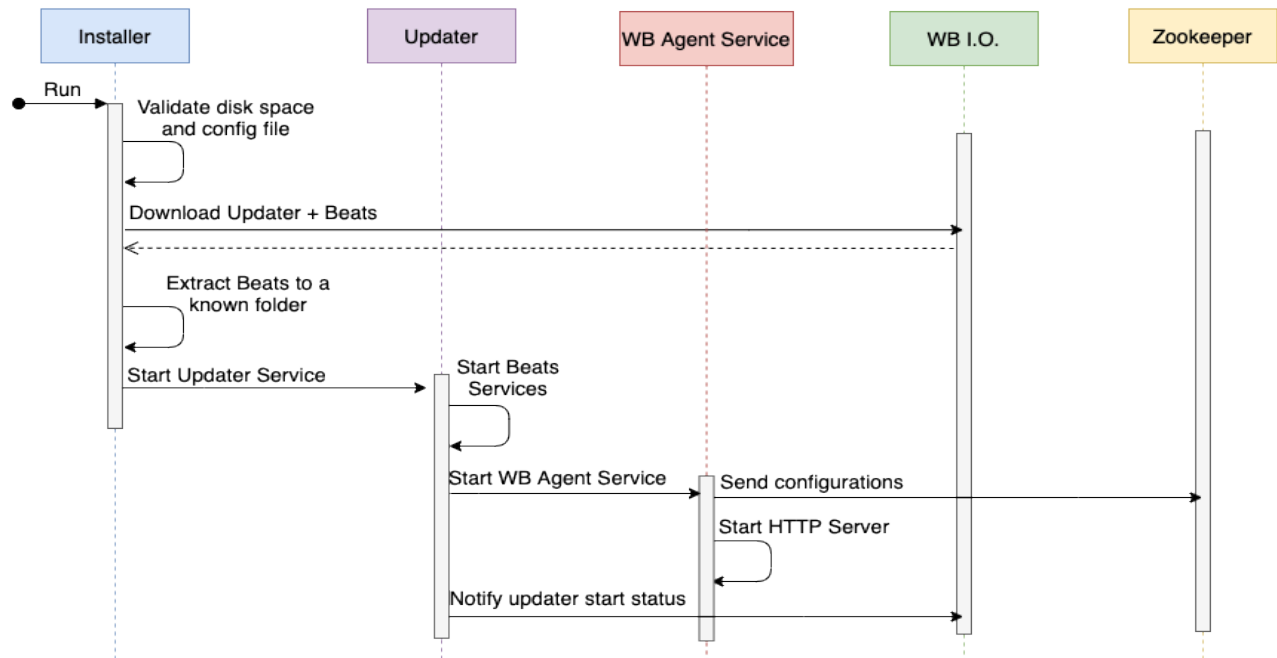 Installer
Updater
WB Agent Service
WB I.O.
Zookeeper
Run
Validate disk space
and config file
Download Updater + Beats
Extract Beats to a
known folder
Start Updater Service
Start Beats
Services
Start WB Agent Service
Send configurations
Start HTTP Server
Notify updater start status